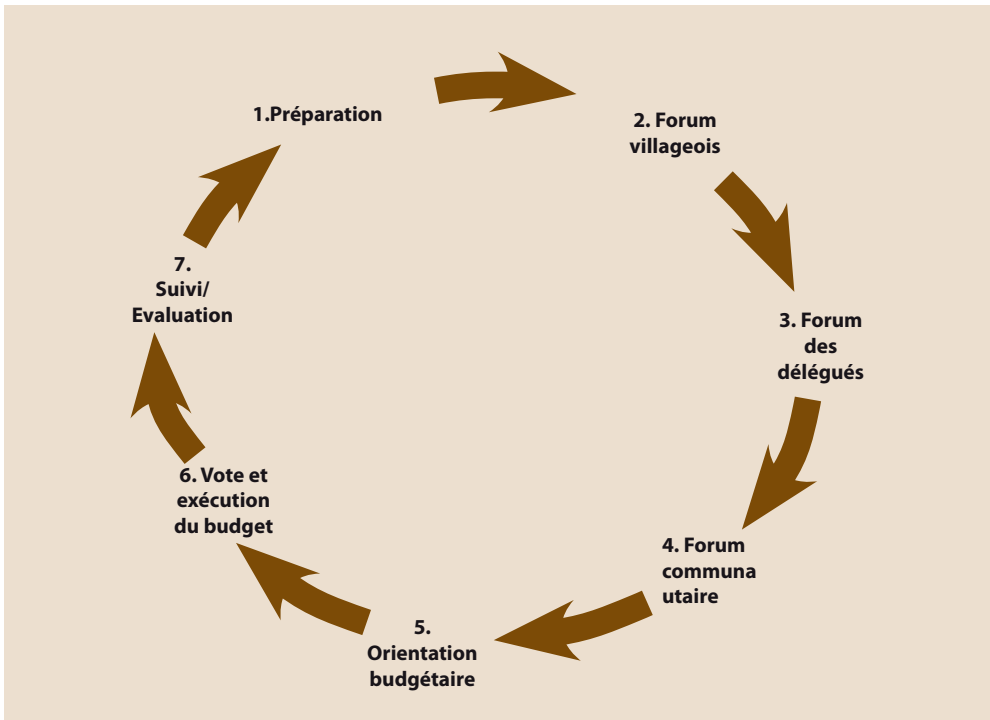 1.Préparation
2. Forum
villageois
3. Forum
des
délégués
4. Forum
communa
utaire
5.
Orientation
budgétaire
6. Vote et
exécution
du budget
7.
Suivi/
Evaluation